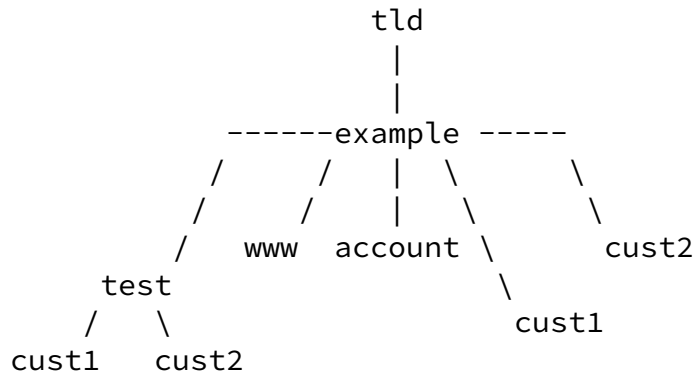 tld
example
www account cust2
test
cust1
cust1 cust2